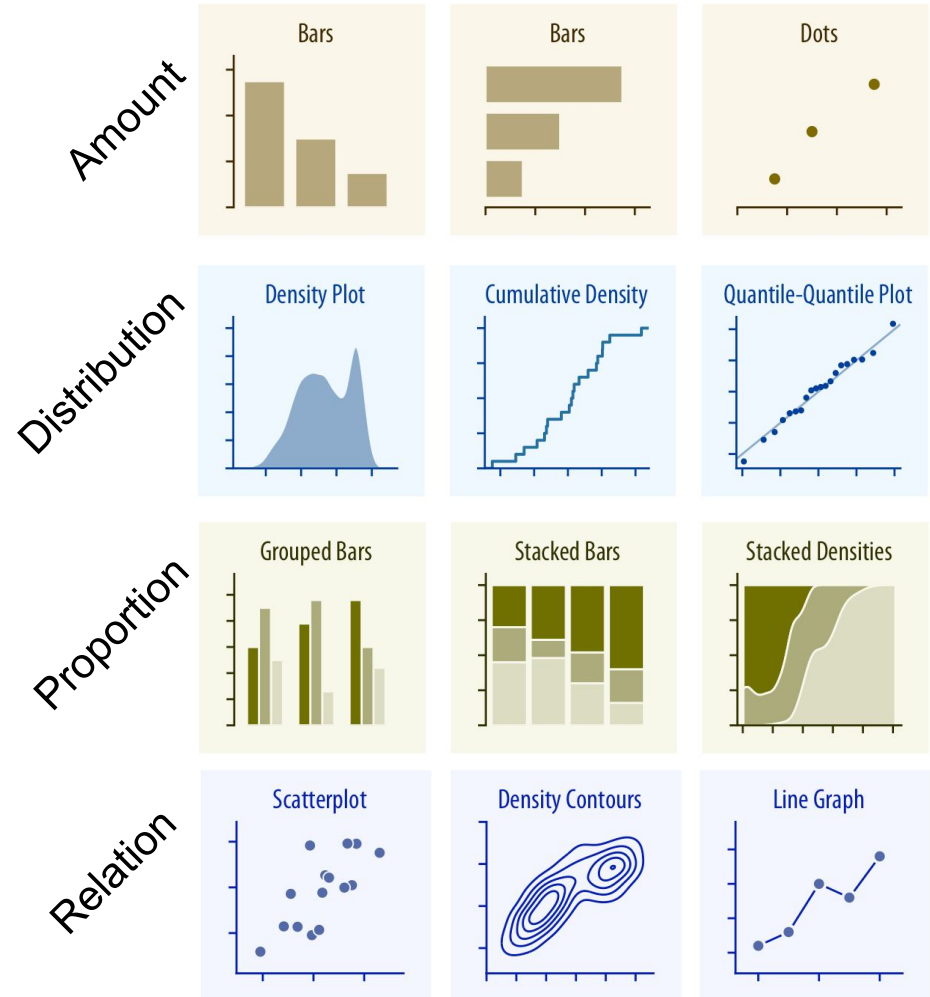 Amount
Bars
Bars
Dots
Distribution
Density Plot
Cumulative Density
Quantile-Quantile Plot
Proportion
Grouped Bars
Stacked Bars
Stacked Densities
Relation
Scatterplot
Density Contours
Line Graph